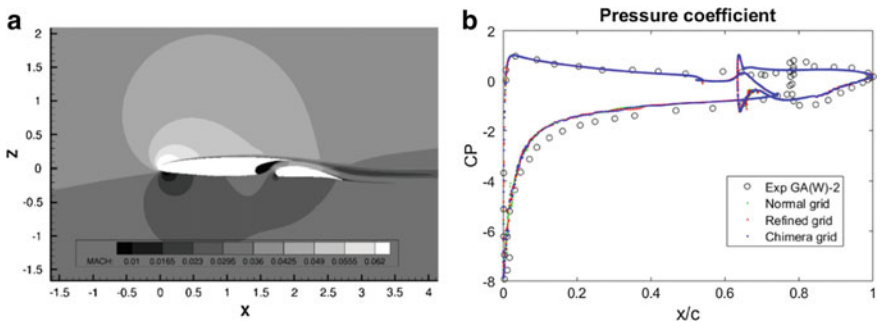 a
2
1.5
1
0.5
0
-0.5
-1
-1.5
Z
MACH: 0.01 0.0165 0.023 0.0295 0.036 0.0425 0.049 0.0555 0.062
-1.5 -1 -0.5 0 0.5 1 1.5 2 2.5 3 3.5 4
X
b
Pressure coefficient
2
0
-2
-4
-6
-8
CP
Exp GA(W)-2
Normal grid
Refined grid
Chimera grid
0 0.2 0.4 0.6 0.8 1
x/c